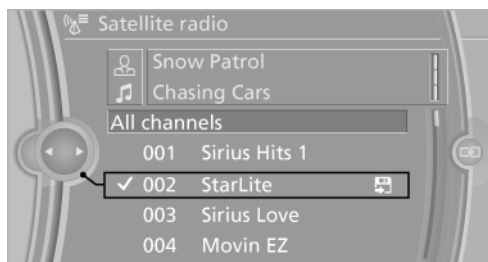 Satellite radio
Snow Patrol
Chasing Cars
All channels
001 Sirius Hits 1
002 StarLite
003 Sirius Love
004 Movin EZ